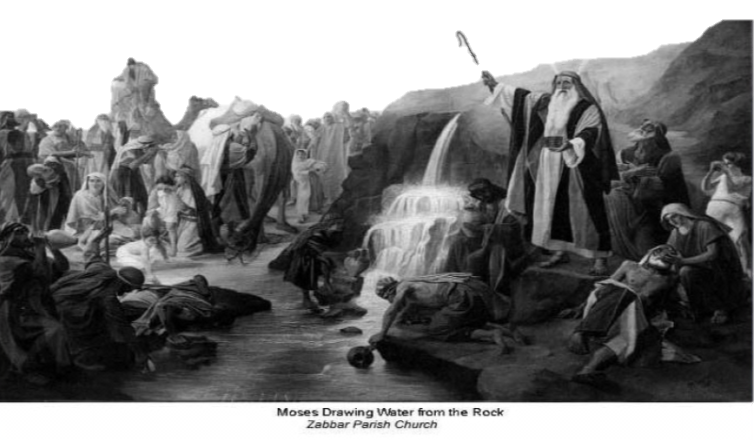 Moses Drawing Water from the Rock
Zabbar Parish Church